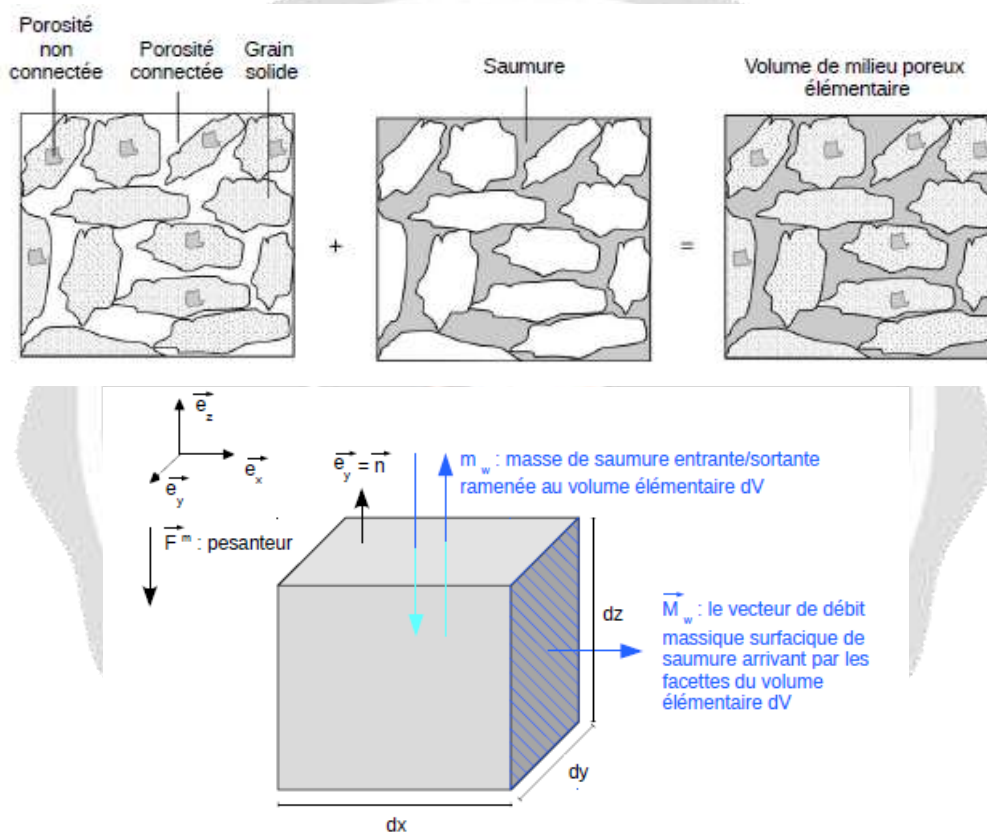 Porosité
non
connectée
Porosité
connectée
Grain
solide
Saumure
Volume de milieu poreux
élémentaire
+
=
e_z
e_x
e_y
F^m : pesanteur
e_y = n
m_w : masse de saumure entrante/sortante
ramenée au volume élémentaire dV
dz
M_w : le vecteur de débit
massique surfacique de
saumure arrivant par les
facettes du volume
élémentaire dV
dy
dx